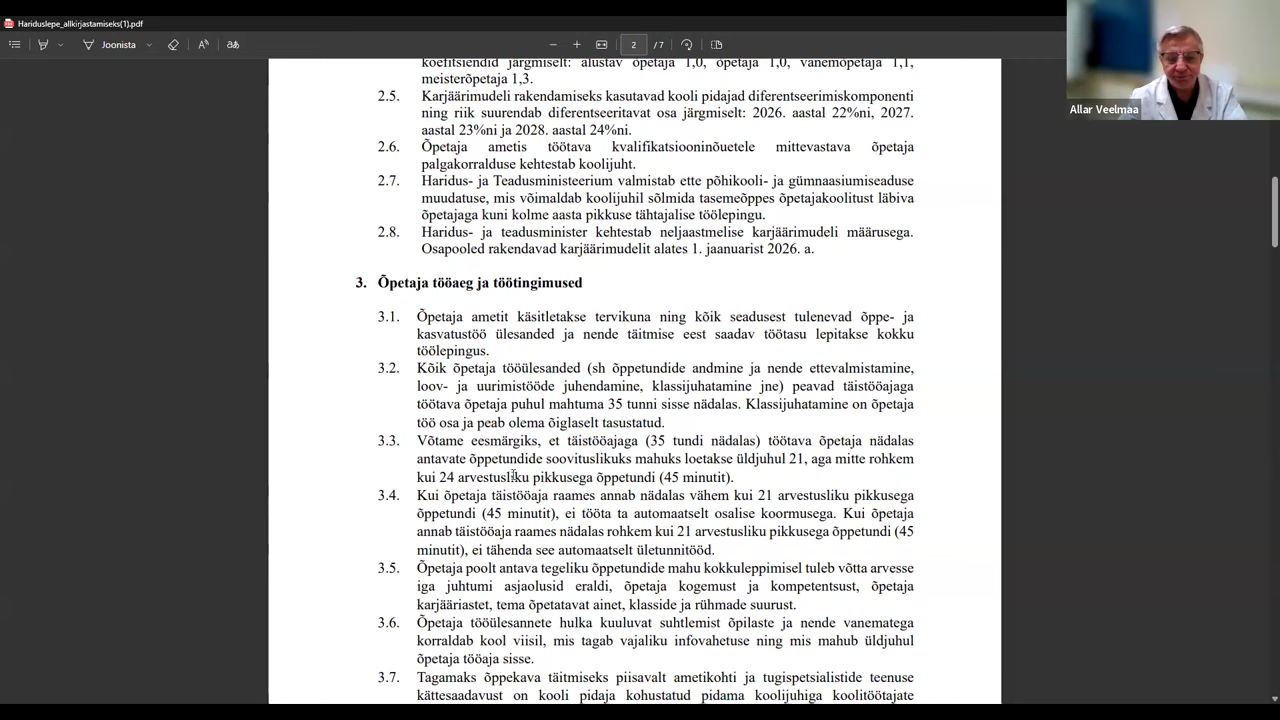 Hariduslepe_allkirjastamiseks(1).pdf
Joonista
2 / 7
Allar Veelmaa
koefitsiendid järgmiselt: alustav õpetaja 1,0, õpetaja 1,0, vanemõpetaja 1,1,
meisterõpetaja 1,3.
2.5. Karjäärimudeli rakendamiseks kasutavad kooli pidajad diferentseerimiskomponenti
ning riik suurendab diferentseeritavat osa järgmiselt: 2026. aastal 22%ni, 2027.
aastal 23%ni ja 2028. aastal 24%ni.
2.6. Õpetaja ametis töötava kvalifikatsiooninõuetele mittevastava õpetaja
palgakorralduse kehtestab koolijuht.
2.7. Haridus- ja Teadusministeerium valmistab ette põhikooli- ja gümnaasiumiseaduse
muudatuse, mis võimaldab koolijuhil sõlmida tasemeõppes õpetajakoolitust läbiva
õpetajaga kuni kolme aasta pikkuse tähtajalise töölepingu.
2.8. Haridus- ja teadusminister kehtestab neljaastmelise karjäärimudeli määrusega.
Osapooled rakendavad karjäärimudelit alates 1. jaanuarist 2026. a.
3. Õpetaja tööaeg ja töötingimused
3.1. Õpetaja ametit käsitletakse tervikuna ning kõik seadusest tulenevad õppe- ja
kasvatustöö ülesanded ja nende täitmise eest saadav töötasu lepitakse kokku
töölepingus.
3.2. Kõik õpetaja tööülesanded (sh õppetundide andmine ja nende ettevalmistamine,
loov- ja uurimistööde juhendamine, klassijuhatamine jne) peavad täistööajaga
töötava õpetaja puhul mahtuma 35 tunni sisse nädalas. Klassijuhatamine on õpetaja
töö osa ja peab olema õiglaselt tasustatud.
3.3. Võtame eesmärgiks, et täistööajaga (35 tundi nädalas) töötava õpetaja nädalas
antavate õppetundide soovituslikuks mahuks loetakse üldjuhul 21, aga mitte rohkem
kui 24 arvestusliku pikkusega õppetundi (45 minutit).
3.4. Kui õpetaja täistööaja raames annab nädalas vähem kui 21 arvestusliku pikkusega
õppetundi (45 minutit), ei tööta ta automaatselt osalise koormusega. Kui õpetaja
annab täistööaja raames nädalas rohkem kui 21 arvestusliku pikkusega õppetundi (45
minutit), ei tähenda see automaatselt ületunnitööd.
3.5. Õpetaja poolt antava tegeliku õppetundide mahu kokkuleppimisel tuleb võtta arvesse
iga juhtumi asjaolusid eraldi, õpetaja kogemust ja kompetentsust, õpetaja
karjääriastet, tema õpetatavat ainet, klasside ja rühmade suurust.
3.6. Õpetaja tööülesannete hulka kuuluvat suhtlemist õpilaste ja nende vanematega
korraldab kool viisil, mis tagab vajaliku infovahetuse ning mis mahub üldjuhul
õpetaja tööaja sisse.
3.7. Tagamaks õppekava täitmiseks piisavalt ametikohti ja tugispetsialistide teenuse
kättesaadavust on kooli pidaja kohustatud pidama koolijuhiga koolitöötajate